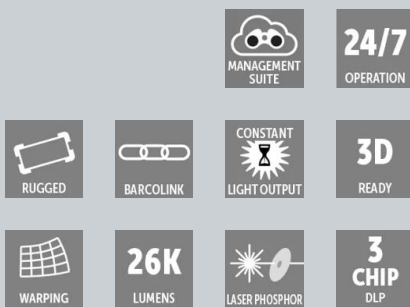 MANAGEMENT
SUITE
24/7
OPERATION
RUGGED
BARCOLINK
CONSTANT
LIGHT OUTPUT
3D
READY
WARPING
26K
LUMENS
LASER PHOSPHOR
3
CHIP
DLP